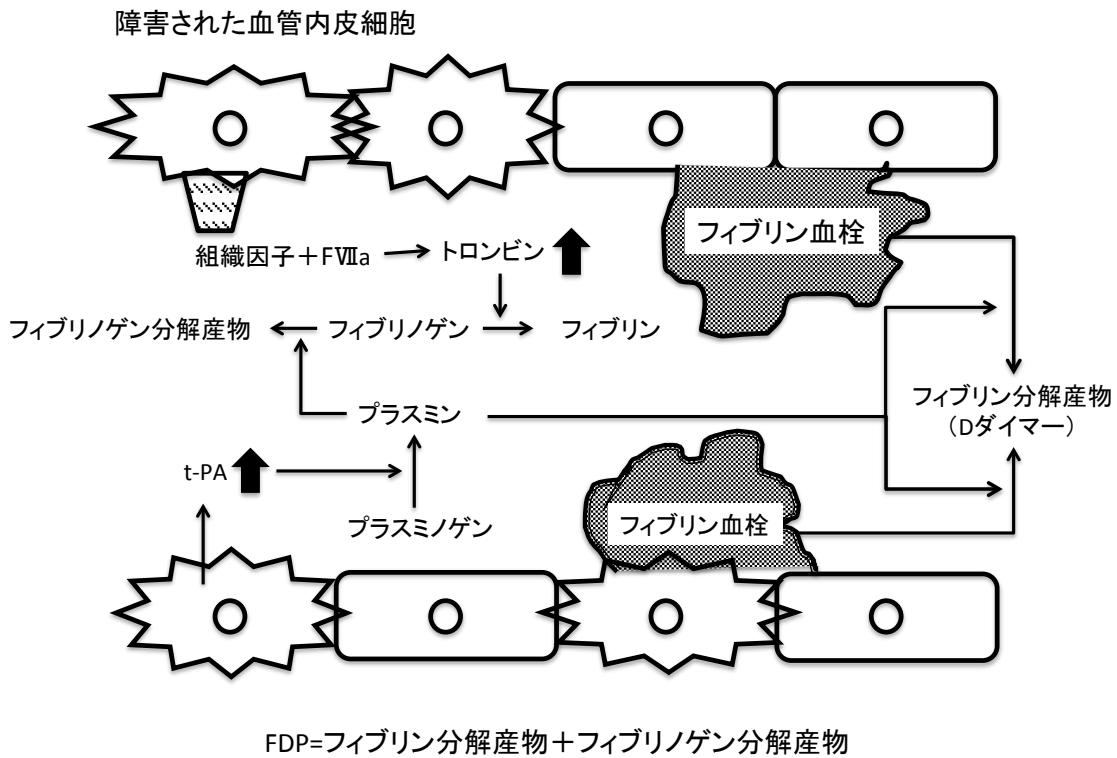 障害された血管内皮細胞
フィブリン血栓
組織因子＋FⅦa
トロンビン
フィブリノゲン分解産物
フィブリノゲン
フィブリン
プラスミン
フィブリン分解産物
（Dダイマー）
t-PA
プラスミノゲン
フィブリン血栓
FDP=フィブリン分解産物＋フィブリノゲン分解産物